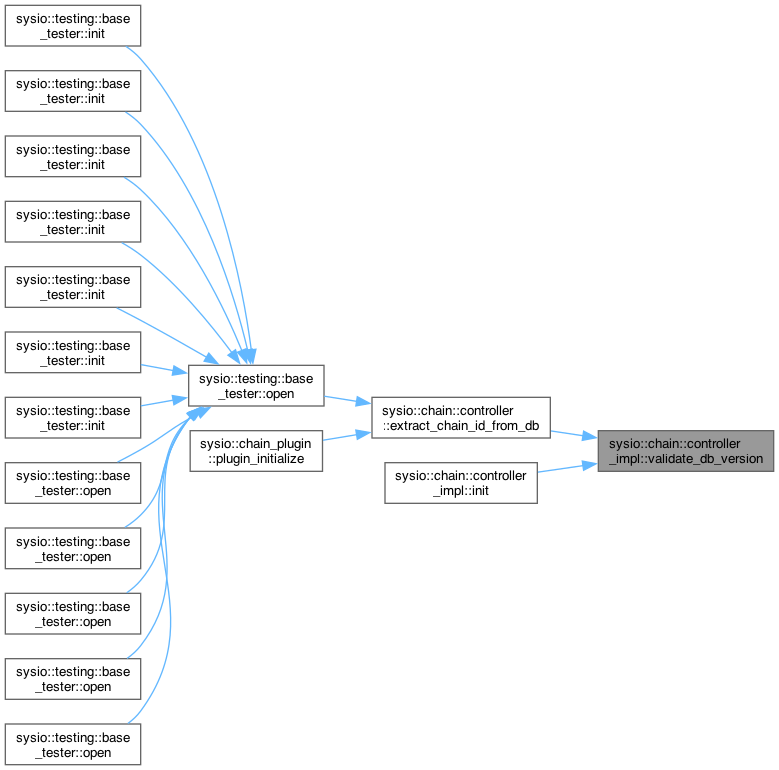 sysio::testing::base
_tester::init
sysio::testing::base
_tester::init
sysio::testing::base
_tester::init
sysio::testing::base
_tester::init
sysio::testing::base
_tester::init
sysio::testing::base
_tester::init
sysio::testing::base
_tester::init
sysio::testing::base
_tester::open
sysio::testing::base
_tester::open
sysio::testing::base
_tester::open
sysio::testing::base
_tester::open
sysio::testing::base
_tester::open
sysio::testing::base
_tester::open
sysio::chain_plugin
::plugin_initialize
sysio::chain::controller
::extract_chain_id_from_db
sysio::chain::controller
_impl::init
sysio::chain::controller
_impl::validate_db_version